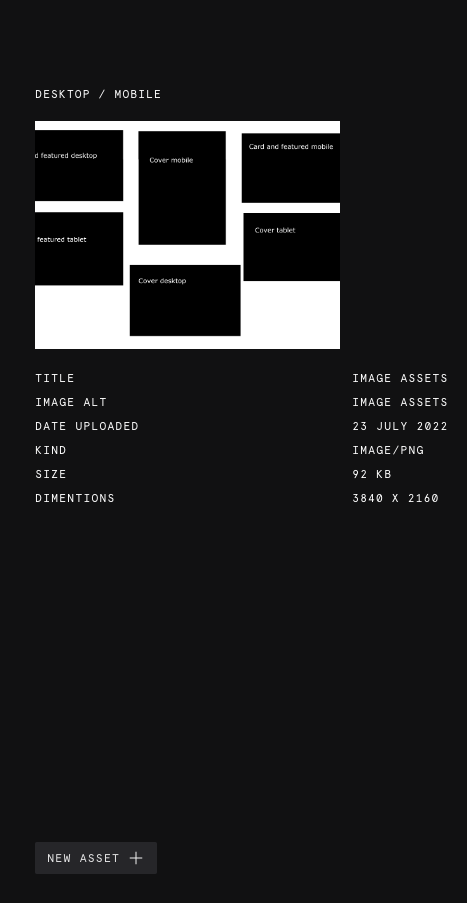 DESKTOP / MOBILE
d featured desktop
Cover mobile
Card and featured mobile
featured tablet
Cover tablet
Cover desktop
TITLE IMAGE ASSETS
IMAGE ALT IMAGE ASSETS
DATE UPLOADED 23 JULY 2022
KIND IMAGE/PNG
SIZE 92 KB
DIMENTIONS 3840 X 2160
NEW ASSET